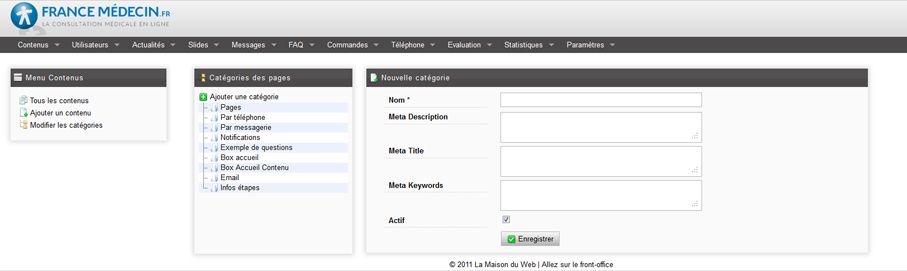 FRANCE MÉDECIN.FR
LA CONSULTATION MEDICALE EN LIGNE
Contenus Utilisateurs Actualités Slides Messages FAQ Commandes Téléphone Evaluation Statistiques Paramètres
Menu Contenus
Tous les contenus
Ajouter un contenu
Modifier les catégories
Catégories des pages
Ajouter une catégorie
Pages
Par téléphone
Par messagerie
Notifications
Exemple de questions
Box accueil
Box Accueil Contenu
Email
Infos étapes
Nouvelle catégorie
Nom *
Meta Description
Meta Title
Meta Keywords
Actif
Enregistrer
© 2011 La Maison du Web | Allez sur le front-office